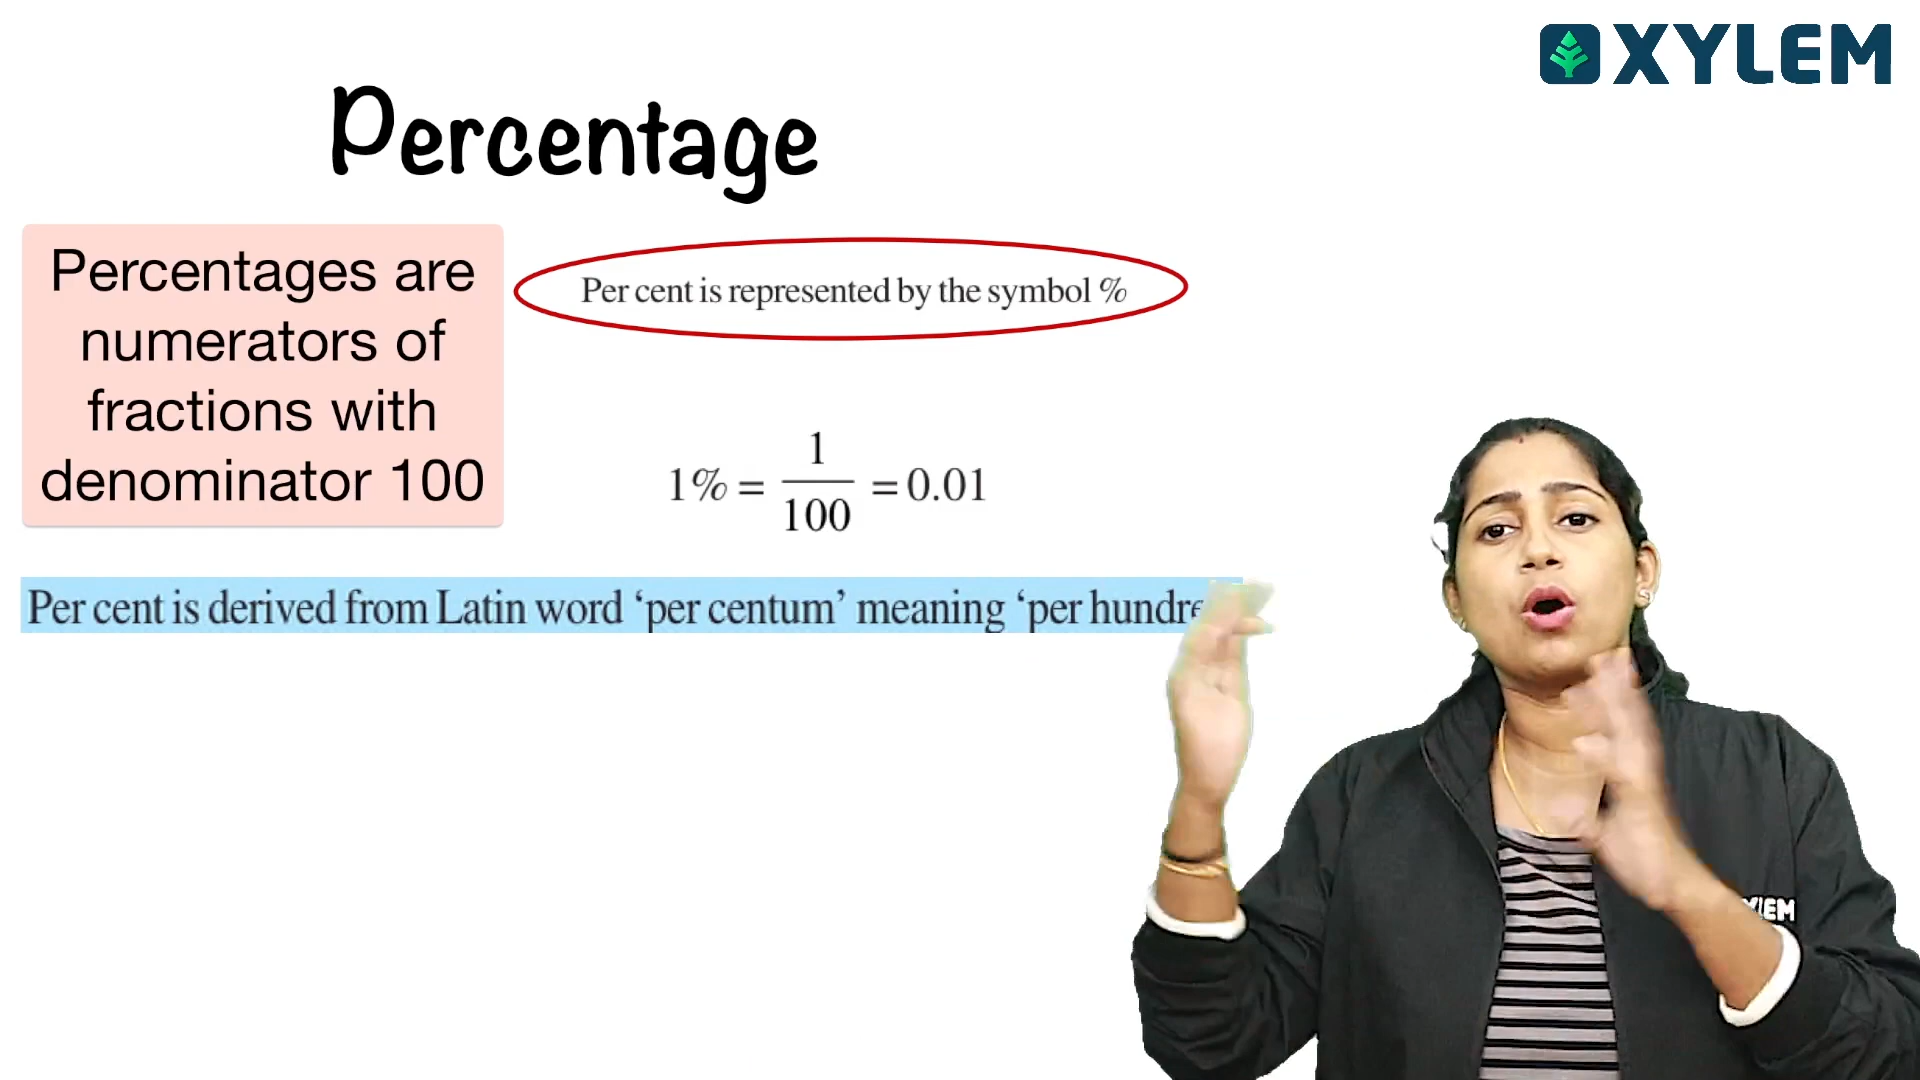 XYLEM
Percentage
Percentages are
numerators of
fractions with
denominator 100
Per cent is represented by the symbol %
1% = 1/100 = 0.01
Per cent is derived from Latin word ‘per centum’ meaning ‘per